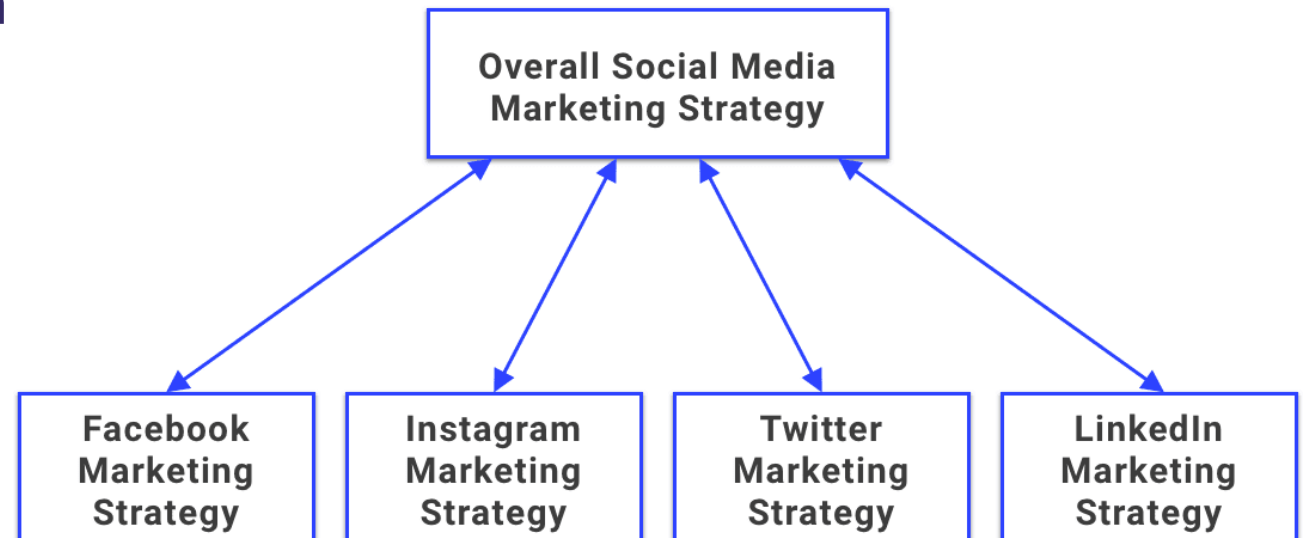 Overall Social Media
Marketing Strategy
Facebook
Marketing
Strategy
Instagram
Marketing
Strategy
Twitter
Marketing
Strategy
LinkedIn
Marketing
Strategy